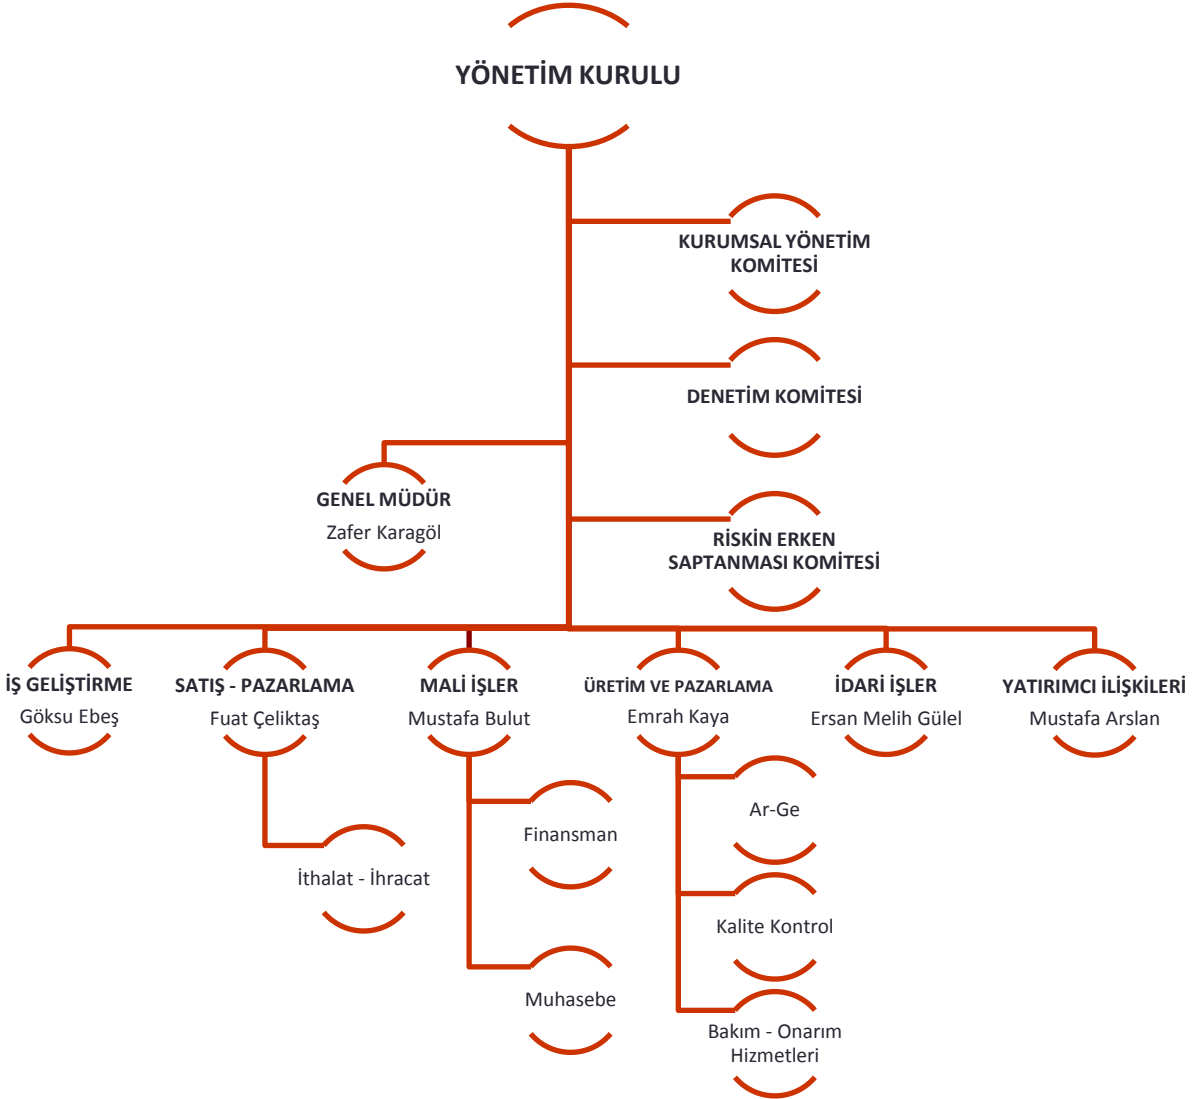 YÖNETİM KURULU
KURUMSAL YÖNETİM
KOMİTESİ
DENETİM KOMİTESİ
GENEL MÜDÜR
Zafer Karagöl
RİSKİN ERKEN
SAPTANMASI KOMİTESİ
İŞ GELİŞTİRME
Göksu Ebeş
SATIŞ - PAZARLAMA
Fuat Çeliktaş
MALİ İŞLER
Mustafa Bulut
ÜRETİM VE PAZARLAMA
Emrah Kaya
İDARİ İŞLER
Ersan Melih Gülel
YATIRIMCI İLİŞKİLERİ
Mustafa Arslan
İthalat - İhracat
Finansman
Muhasebe
Ar-Ge
Kalite Kontrol
Bakım - Onarım
Hizmetleri